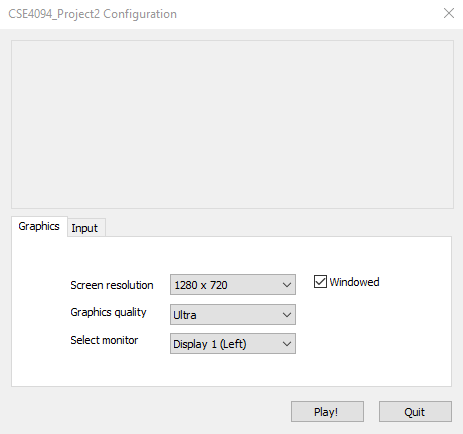 CSE4094_Project2 Configuration
Graphics
Input
Screen resolution
1280 x 720
Windowed
Graphics quality
Ultra
Select monitor
Display 1 (Left)
Play!
Quit